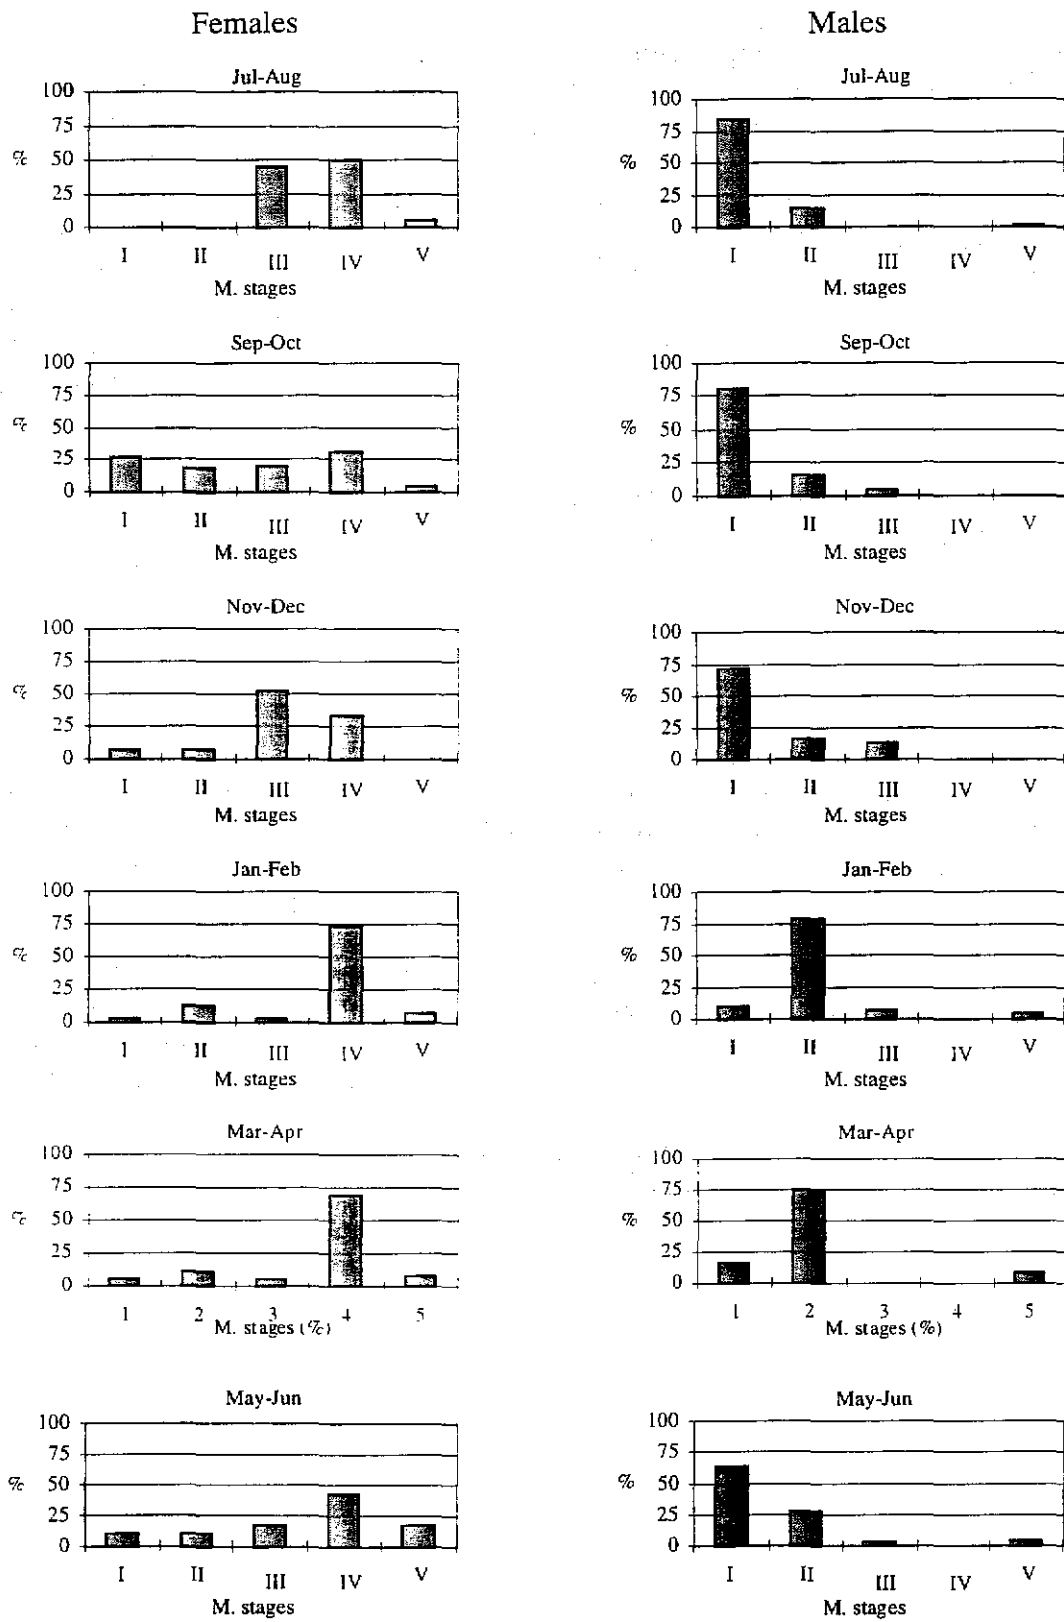 Females Males
Jul-Aug Jul-Aug
100 100
75 75
% 50 % 50
25 25
0 0
I II III IV V I II III IV V
M. stages M. stages
Sep-Oct Sep-Oct
100 100
75 75
% 50 % 50
25 25
0 0
I II III IV V I II III IV V
M. stages M. stages
Nov-Dec Nov-Dec
100 100
75 75
% 50 % 50
25 25
0 0
I II III IV V I II III IV V
M. stages M. stages
Jan-Feb Jan-Feb
100 100
75 75
% 50 % 50
25 25
0 0
I II III IV V I II III IV V
M. stages M. stages
Mar-Apr Mar-Apr
100 100
75 75
% 50 % 50
25 25
0 0
1 2 3 4 5 1 2 3 4 5
M. stages (%) M. stages (%)
May-Jun May-Jun
100 100
75 75
% 50 % 50
25 25
0 0
I II III IV V I II III IV V
M. stages M. stages